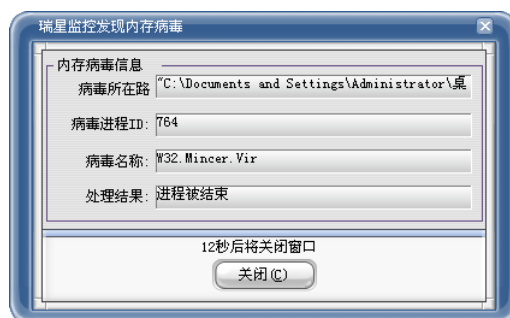 瑞星监控发现内存病毒
内存病毒信息
病毒所在路 "C:\Documents and Settings\Administrator\桌
病毒进程ID: 764
病毒名称: W32.Mincer.Vir
处理结果: 进程被结束
12秒后将关闭窗口
关闭(C)